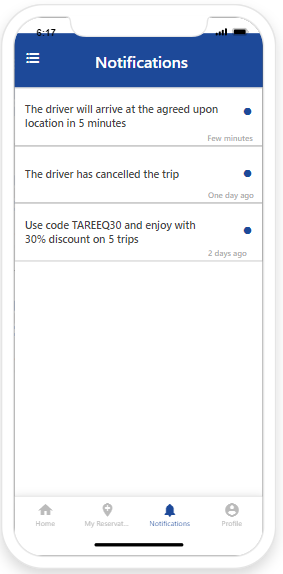 6:17
Notifications
The driver will arrive at the agreed upon
location in 5 minutes
Few minutes
The driver has cancelled the trip
One day ago
Use code TAREEQ30 and enjoy with
30% discount on 5 trips
2 days ago
Home
My Reservat...
Notifications
Profile